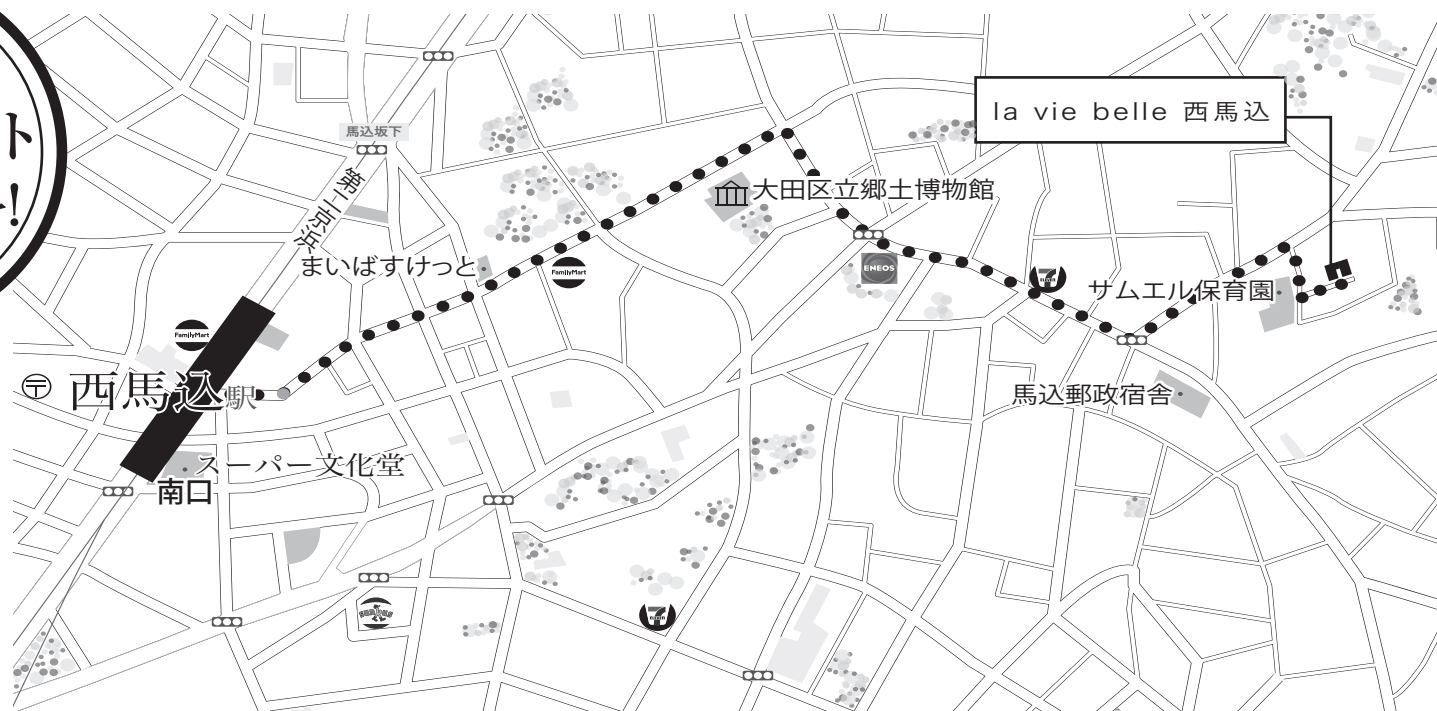 ト
!
馬込坂下
第二京浜
la vie belle 西馬込
大田区立郷土博物館
まいばすけっと
FamilyMart
ENEOS
サムエル保育園
FamilyMart
〒 西馬込駅
馬込郵政宿舎
スーパー文化堂
南口